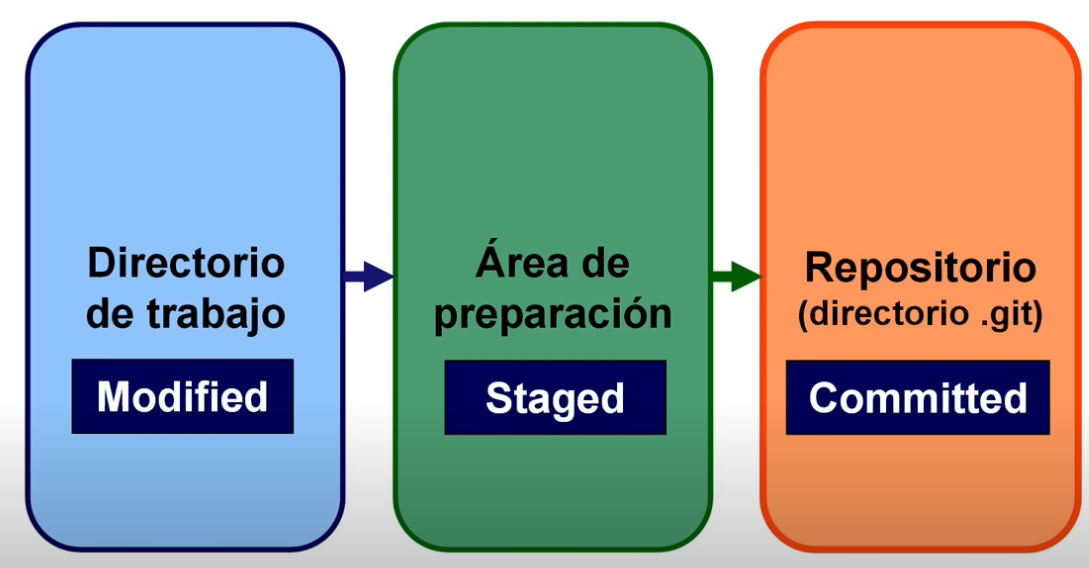 Directorio
de trabajo
Modified
Área de
preparación
Staged
Repositorio
(directorio .git)
Committed